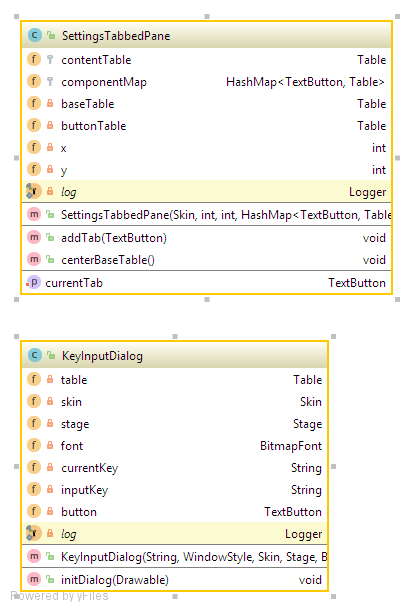 SettingsTabbedPane
contentTable Table
componentMap HashMap<TextButton, Table>
baseTable Table
buttonTable Table
x int
y int
log Logger
SettingsTabbedPane(Skin, int, int, HashMap<TextButton, Table
addTab(TextButton) void
centerBaseTable() void
currentTab TextButton
KeyInputDialog
table Table
skin Skin
stage Stage
font BitmapFont
currentKey String
inputKey String
button TextButton
log Logger
KeyInputDialog(String, WindowStyle, Skin, Stage, B
initDialog(Drawable) void
Powered by yFiles